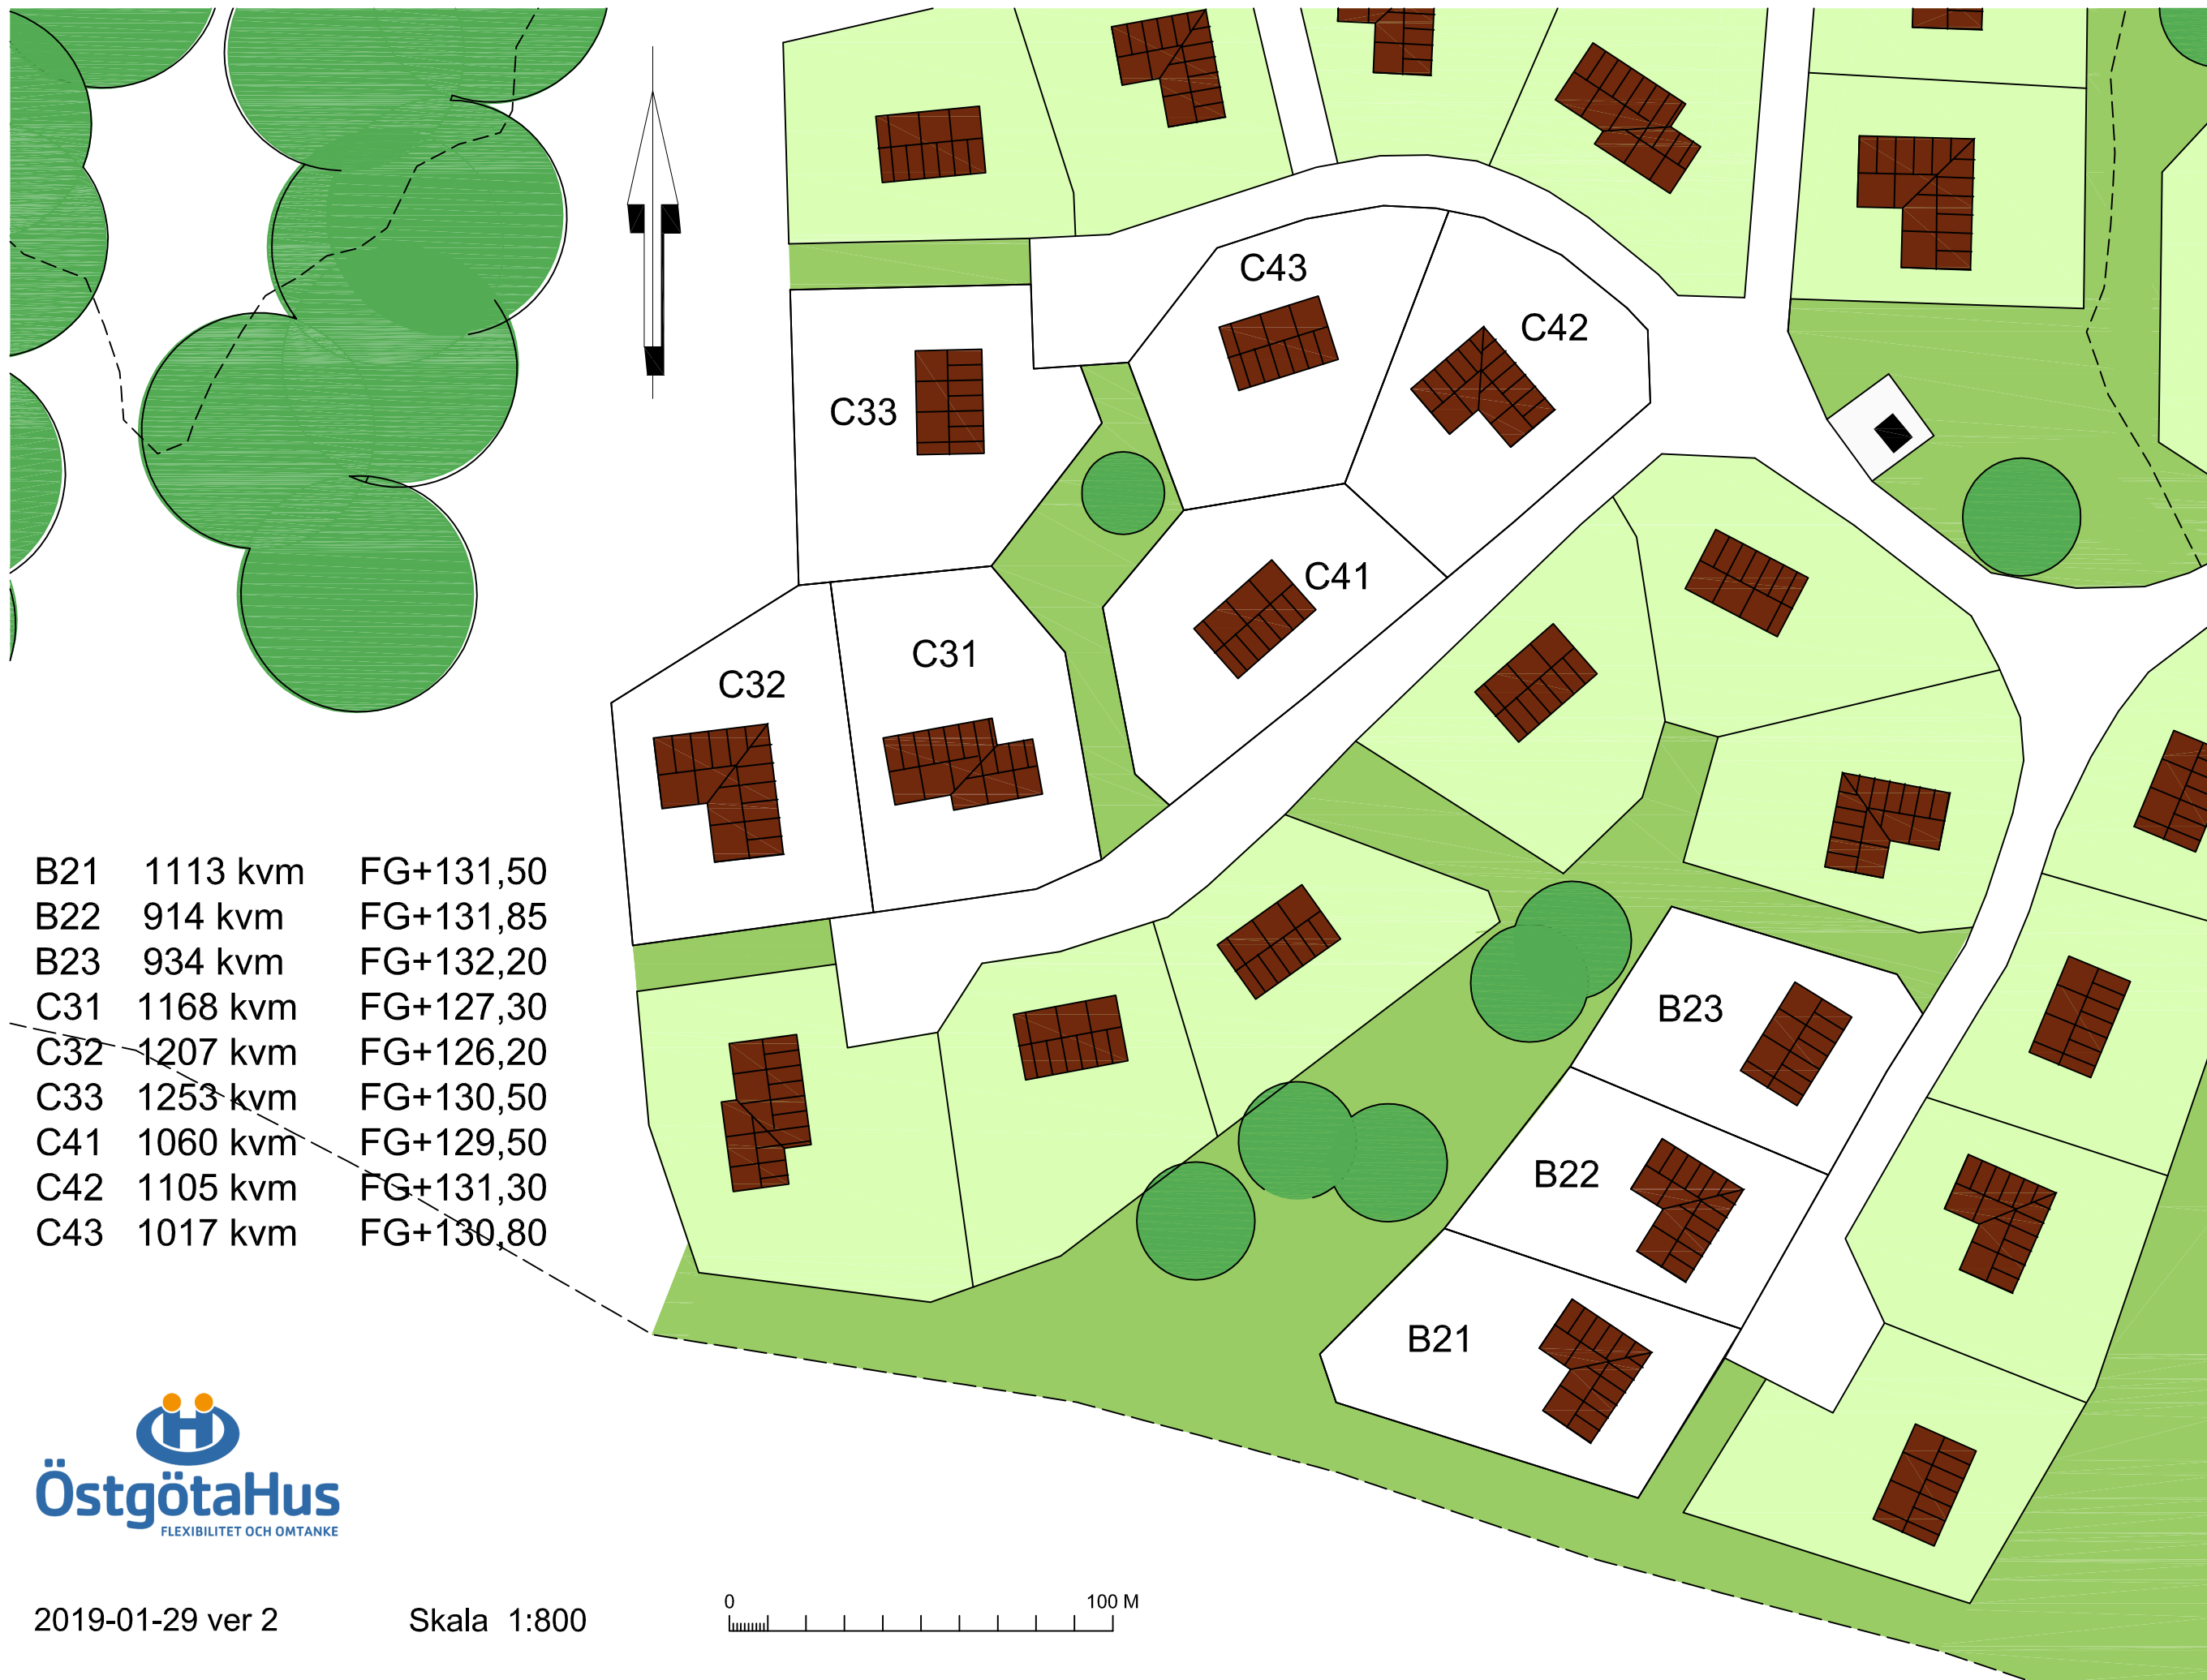 C43
C42
C33
C41
C31
C32
B23
B22
B21
B21 1113 kvm FG+131,50
B22 914 kvm FG+131,85
B23 934 kvm FG+132,20
C31 1168 kvm FG+127,30
C32 1207 kvm FG+126,20
C33 1253 kvm FG+130,50
C41 1060 kvm FG+129,50
C42 1105 kvm FG+131,30
C43 1017 kvm FG+130,80
ÖstgötaHus
FLEXIBILITET OCH OMTANKE
2019-01-29 ver 2 Skala 1:800
0 100 M